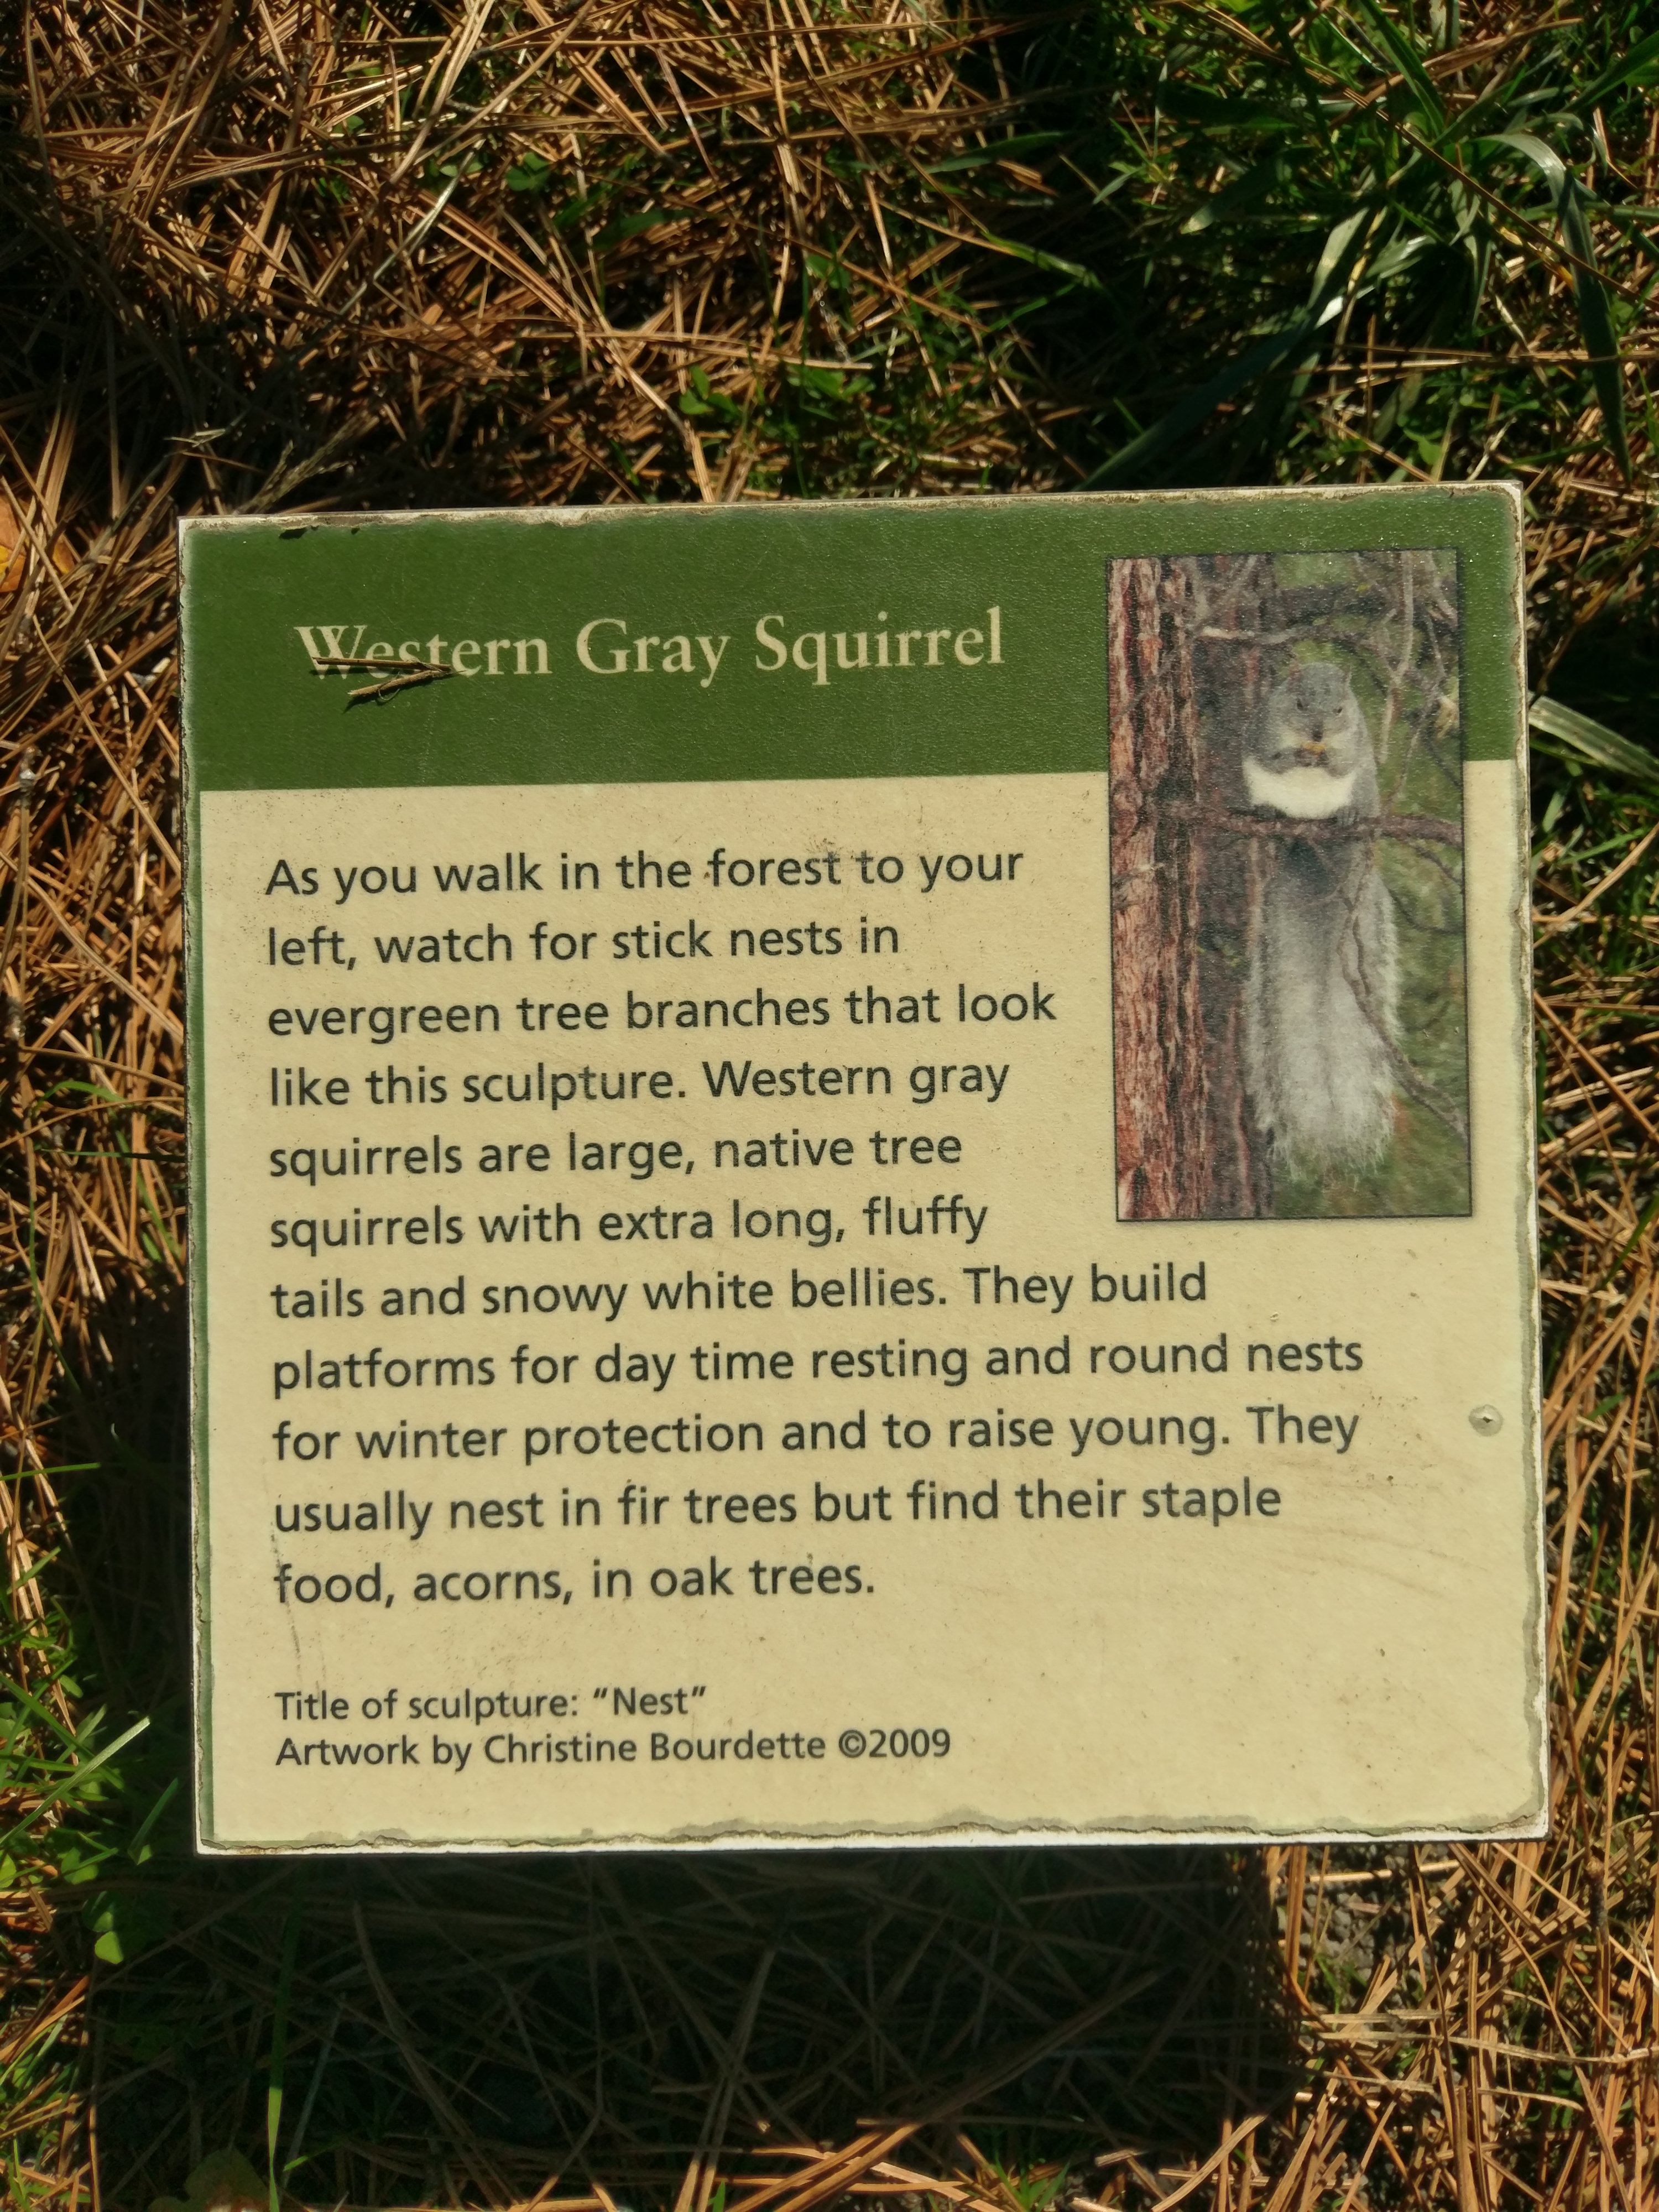 Western Gray Squirrel
As you walk in the forest to your
left, watch for stick nests in
evergreen tree branches that look
like this sculpture. Western gray
squirrels are large, native tree
squirrels with extra long, fluffy
tails and snowy white bellies. They build
platforms for day time resting and round nests
for winter protection and to raise young. They
usually nest in fir trees but find their staple
food, acorns, in oak trees.
Title of sculpture: “Nest”
Artwork by Christine Bourdette ©2009